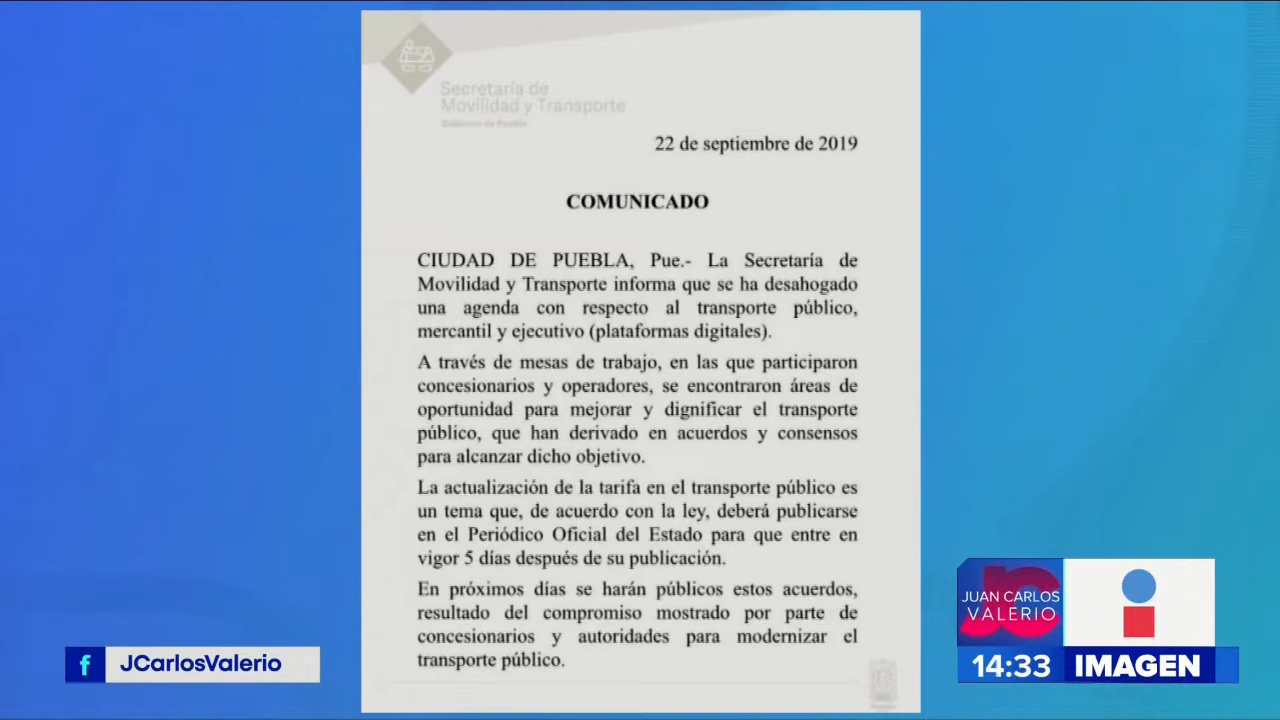 Secretaría de
Movilidad y Transporte
Gobierno de Puebla
22 de septiembre de 2019
COMUNICADO
CIUDAD DE PUEBLA, Pue.- La Secretaría de
Movilidad y Transporte informa que se ha desahogado
una agenda con respecto al transporte público,
mercantil y ejecutivo (plataformas digitales).
A través de mesas de trabajo, en las que participaron
concesionarios y operadores, se encontraron áreas de
oportunidad para mejorar y dignificar el transporte
público, que han derivado en acuerdos y consensos
para alcanzar dicho objetivo.
La actualización de la tarifa en el transporte público es
un tema que, de acuerdo con la ley, deberá publicarse
en el Periódico Oficial del Estado para que entre en
vigor 5 días después de su publicación.
En próximos días se harán públicos estos acuerdos,
resultado del compromiso mostrado por parte de
concesionarios y autoridades para modernizar el
transporte público.
f JCarlosValerio
JUAN CARLOS
VALERIO
14:33 IMAGEN